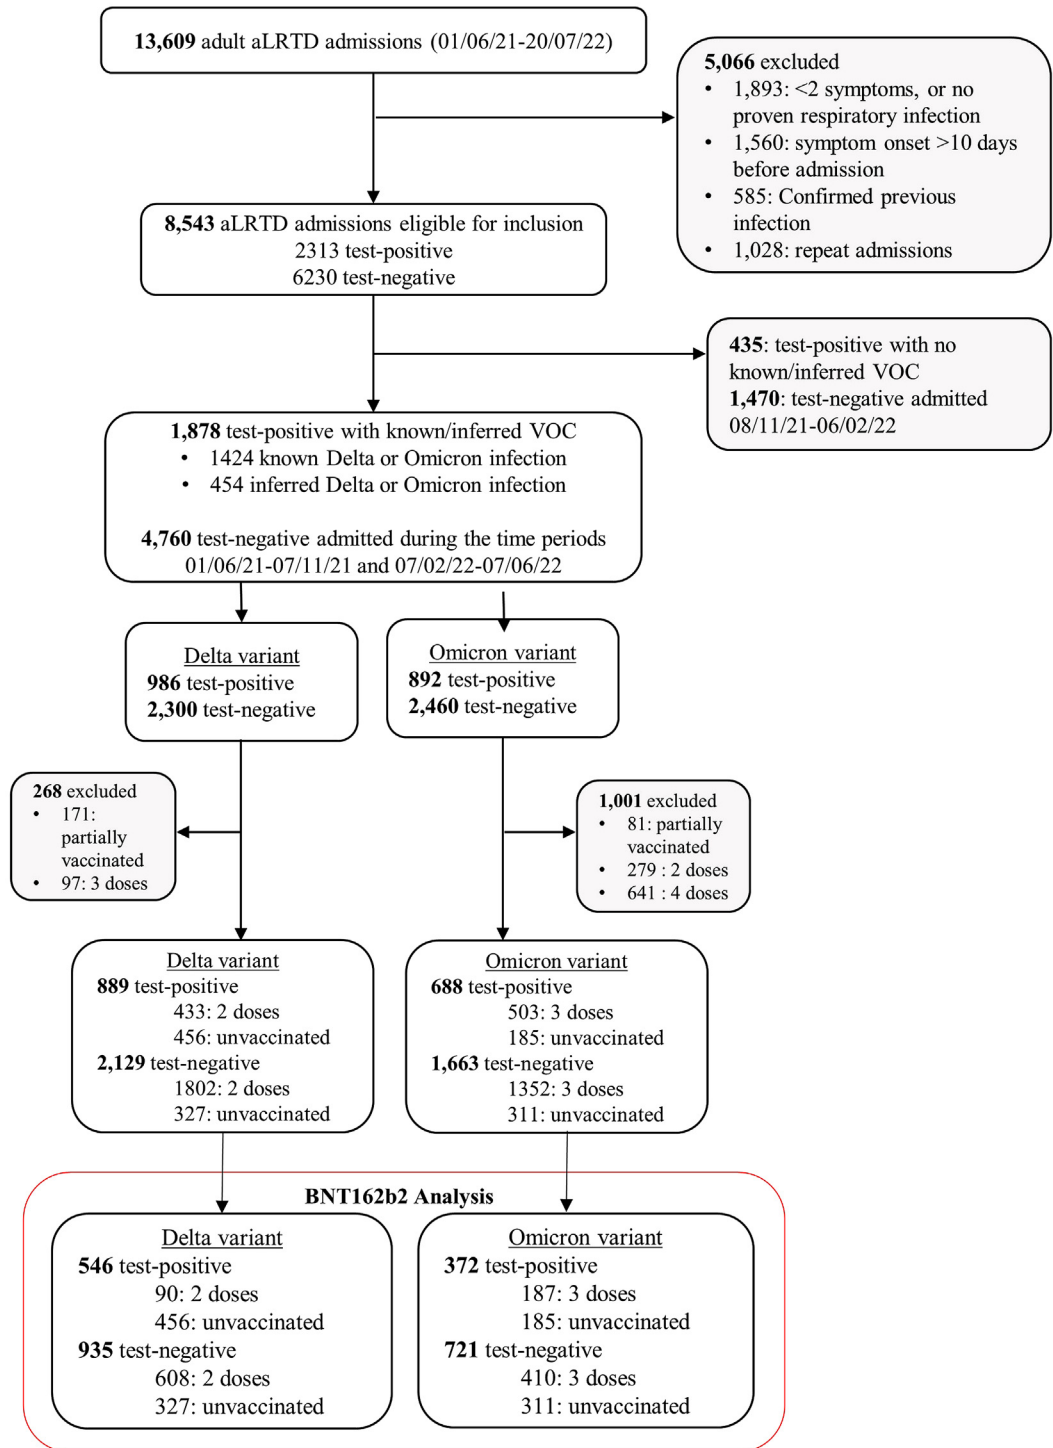 13,609 adult aLRTD admissions (01/06/21-20/07/22)
5,066 excluded
• 1,893: <2 symptoms, or no
proven respiratory infection
• 1,560: symptom onset >10 days
before admission
• 585: Confirmed previous
infection
• 1,028: repeat admissions
8,543 aLRTD admissions eligible for inclusion
2313 test-positive
6230 test-negative
435: test-positive with no
known/inferred VOC
1,470: test-negative admitted
08/11/21-06/02/22
1,878 test-positive with known/inferred VOC
• 1424 known Delta or Omicron infection
• 454 inferred Delta or Omicron infection
4,760 test-negative admitted during the time periods
01/06/21-07/11/21 and 07/02/22-07/06/22
Delta variant
986 test-positive
2,300 test-negative
Omicron variant
892 test-positive
2,460 test-negative
268 excluded
• 171:
partially
vaccinated
• 97: 3 doses
1,001 excluded
• 81: partially
vaccinated
• 279 : 2 doses
• 641 : 4 doses
Delta variant
889 test-positive
433: 2 doses
456: unvaccinated
2,129 test-negative
1802: 2 doses
327: unvaccinated
Omicron variant
688 test-positive
503: 3 doses
185: unvaccinated
1,663 test-negative
1352: 3 doses
311: unvaccinated
BNT162b2 Analysis
Delta variant
546 test-positive
90: 2 doses
456: unvaccinated
935 test-negative
608: 2 doses
327: unvaccinated
Omicron variant
372 test-positive
187: 3 doses
185: unvaccinated
721 test-negative
410: 3 doses
311: unvaccinated